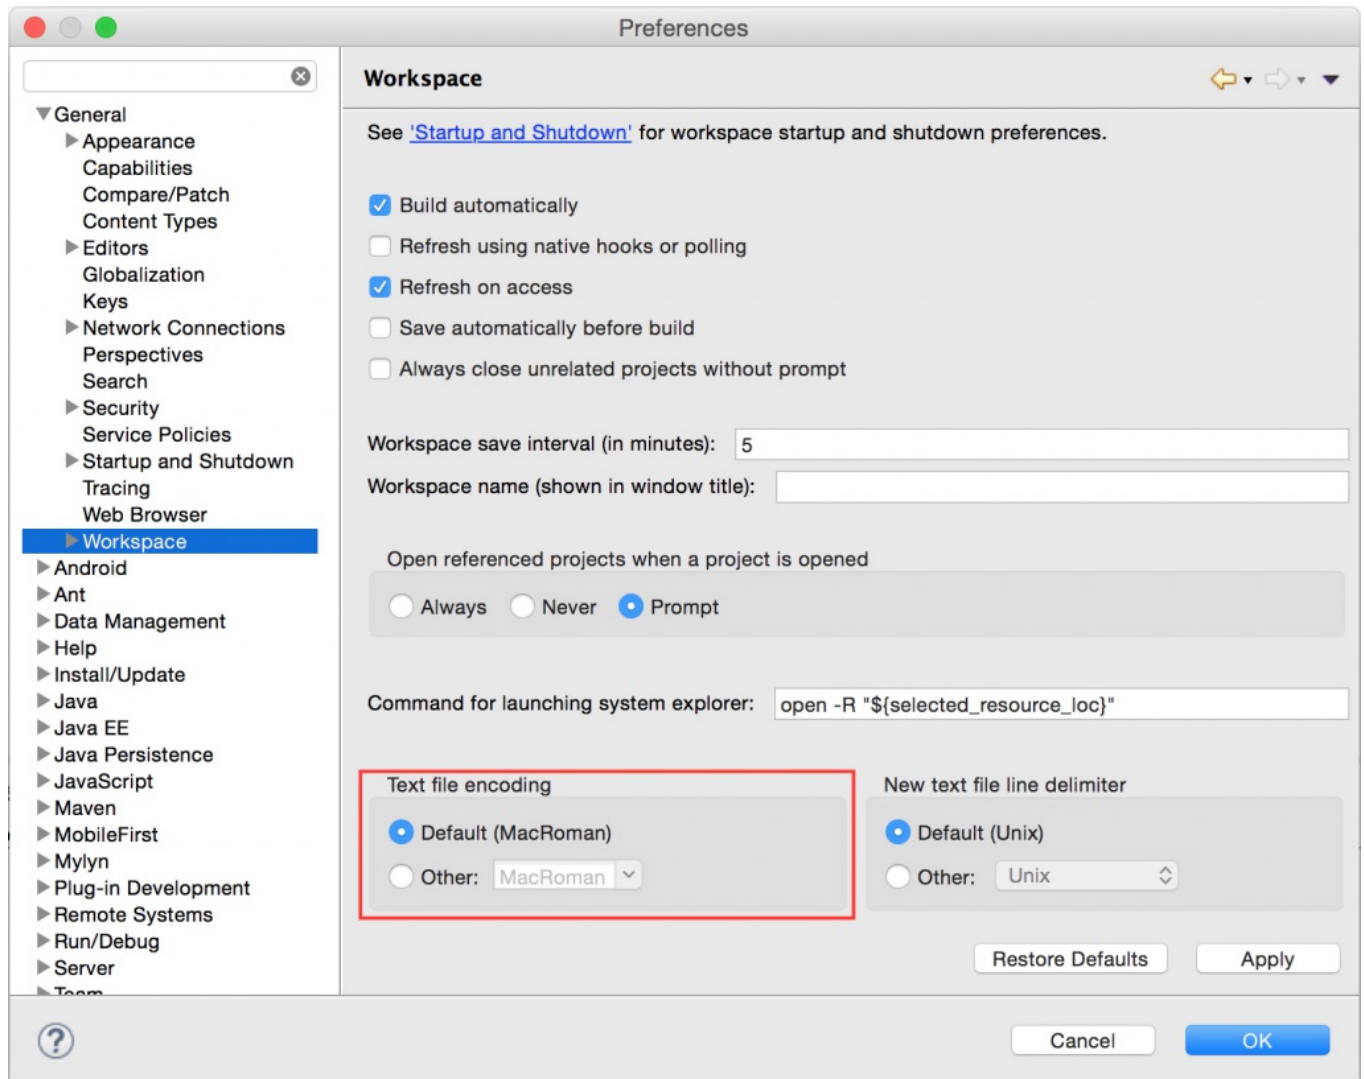 Preferences
General
Appearance
Capabilities
Compare/Patch
Content Types
Editors
Globalization
Keys
Network Connections
Perspectives
Search
Security
Service Policies
Startup and Shutdown
Tracing
Web Browser
Workspace
Android
Ant
Data Management
Help
Install/Update
Java
Java EE
Java Persistence
JavaScript
Maven
MobileFirst
Mylyn
Plug-in Development
Remote Systems
Run/Debug
Server
Team
Workspace
See 'Startup and Shutdown' for workspace startup and shutdown preferences.
Build automatically
Refresh using native hooks or polling
Refresh on access
Save automatically before build
Always close unrelated projects without prompt
Workspace save interval (in minutes): 5
Workspace name (shown in window title):
Open referenced projects when a project is opened
Always Never Prompt
Command for launching system explorer: open -R "${selected_resource_loc}"
Text file encoding
Default (MacRoman)
Other: MacRoman
New text file line delimiter
Default (Unix)
Other: Unix
Restore Defaults Apply
? Cancel OK